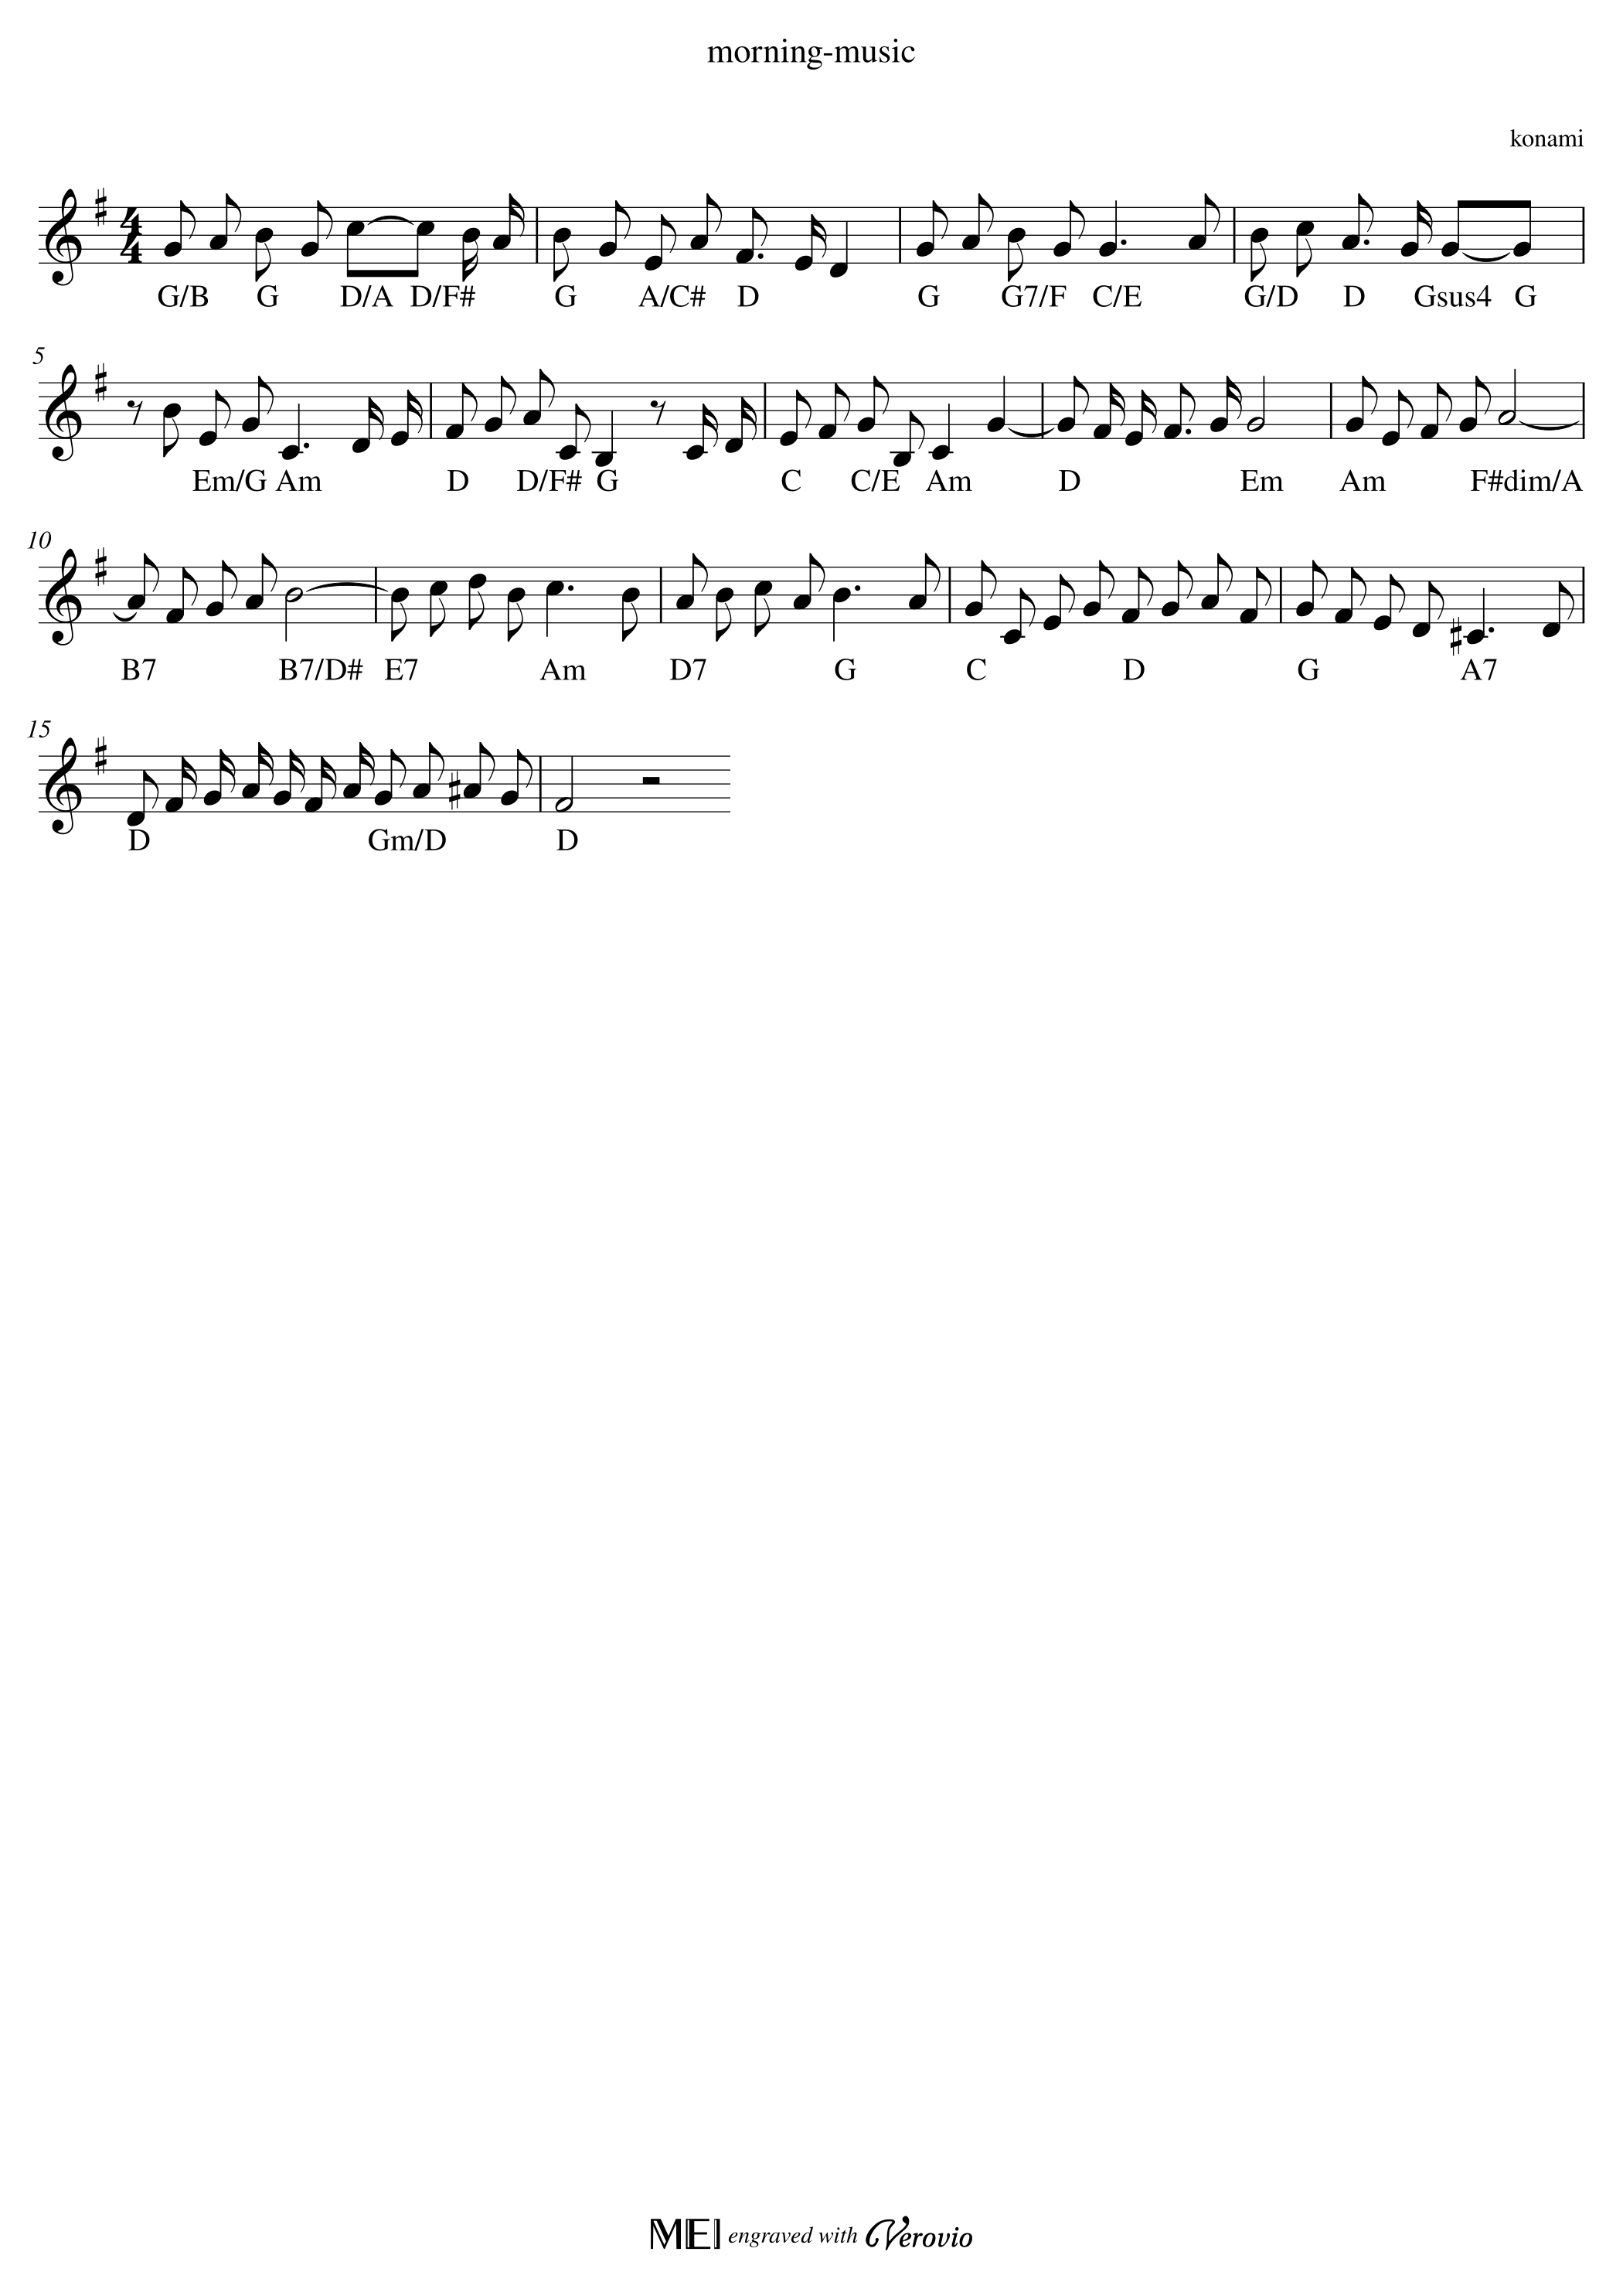 morning-music
konami
4
4
G/B G D/A D/F# G A/C# D G G7/F C/E G/D D Gsus4 G
5
Em/G Am D D/F# G C C/E Am D Em Am F#dim/A
10
B7 B7/D# E7 Am D7 G C D G A7
15
D Gm/D D
MEI engraved with Verovio